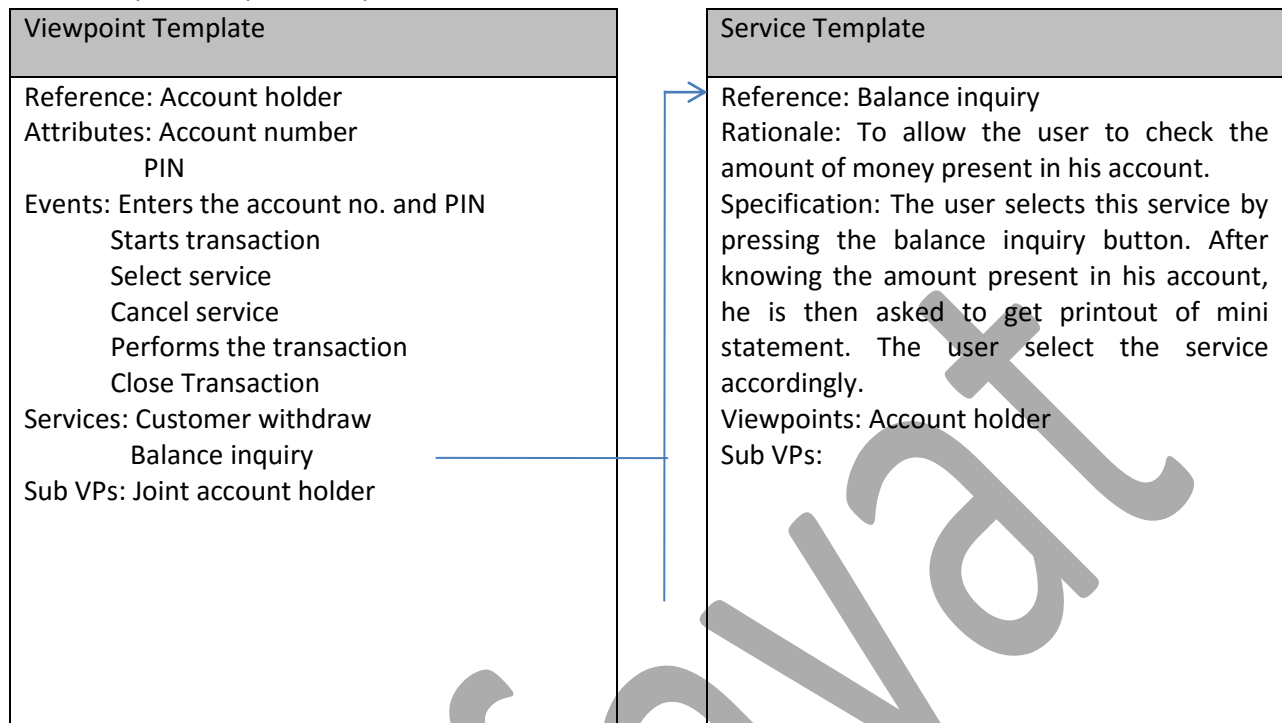 Viewpoint Template
Reference: Account holder
Attributes: Account number
PIN
Events: Enters the account no. and PIN
Starts transaction
Select service
Cancel service
Performs the transaction
Close Transaction
Services: Customer withdraw
Balance inquiry
Sub VPs: Joint account holder
Service Template
Reference: Balance inquiry
Rationale: To allow the user to check the
amount of money present in his account.
Specification: The user selects this service by
pressing the balance inquiry button. After
knowing the amount present in his account,
he is then asked to get printout of mini
statement. The user select the service
accordingly.
Viewpoints: Account holder
Sub VPs: